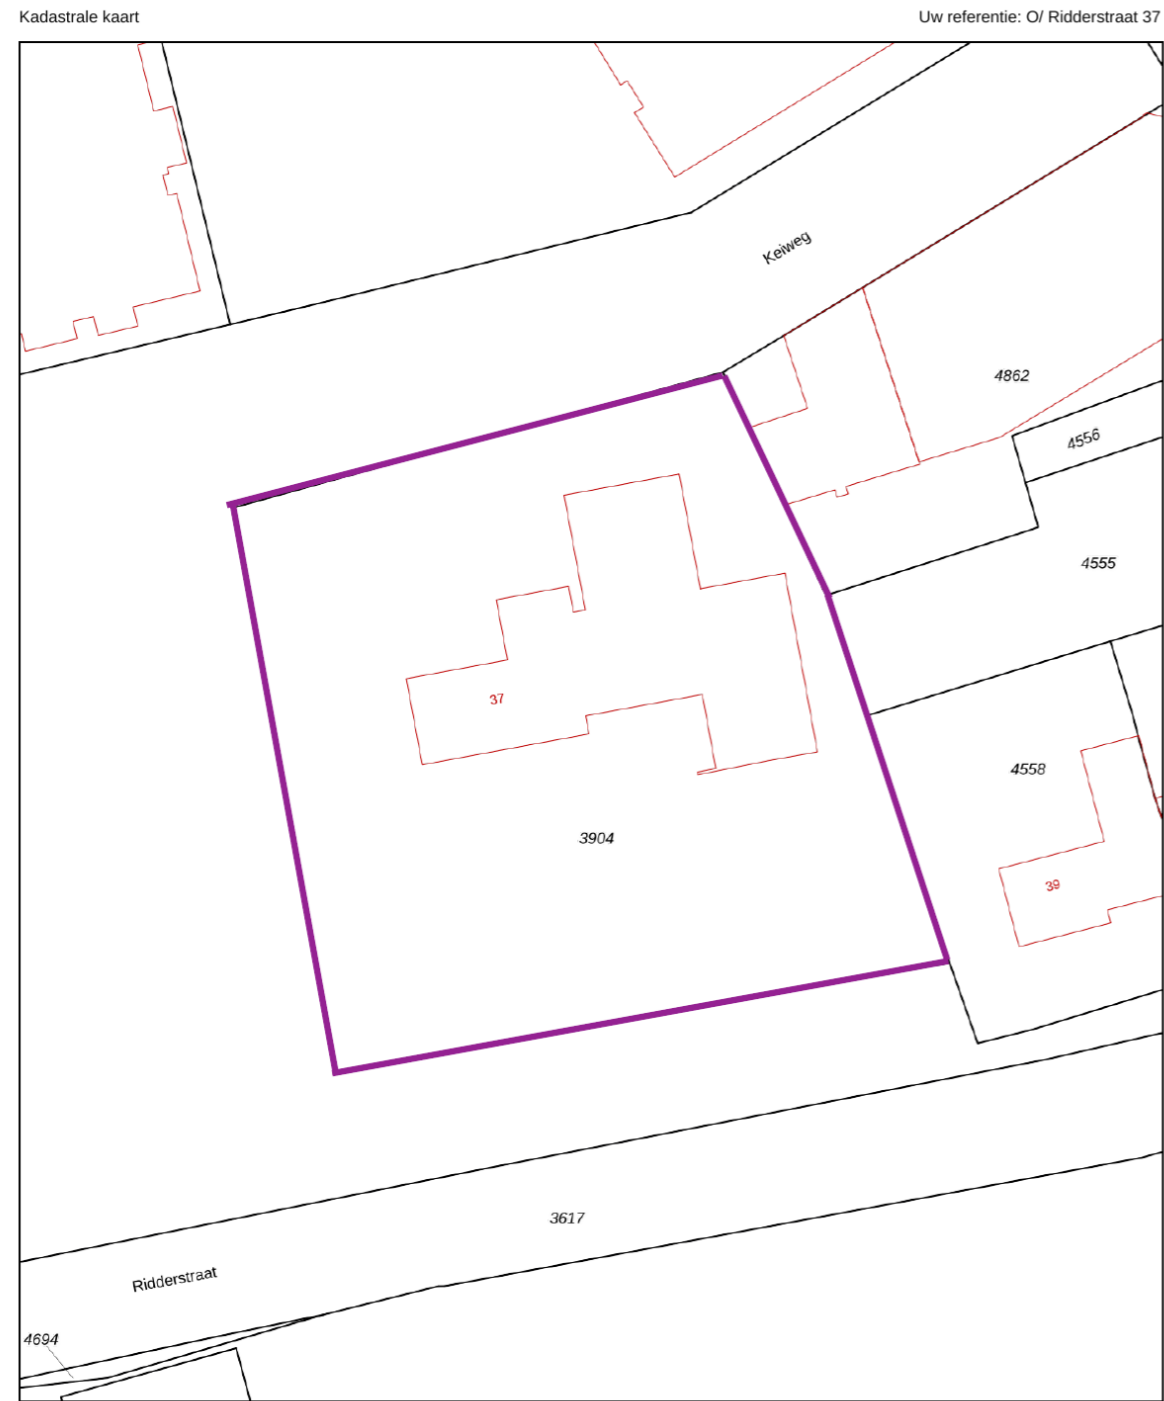 Kadastrale kaart
Uw referentie: O/ Ridderstraat 37
Keiweg
4862
4556
4555
37
4558
3904
39
3617
Ridderstraat
4694